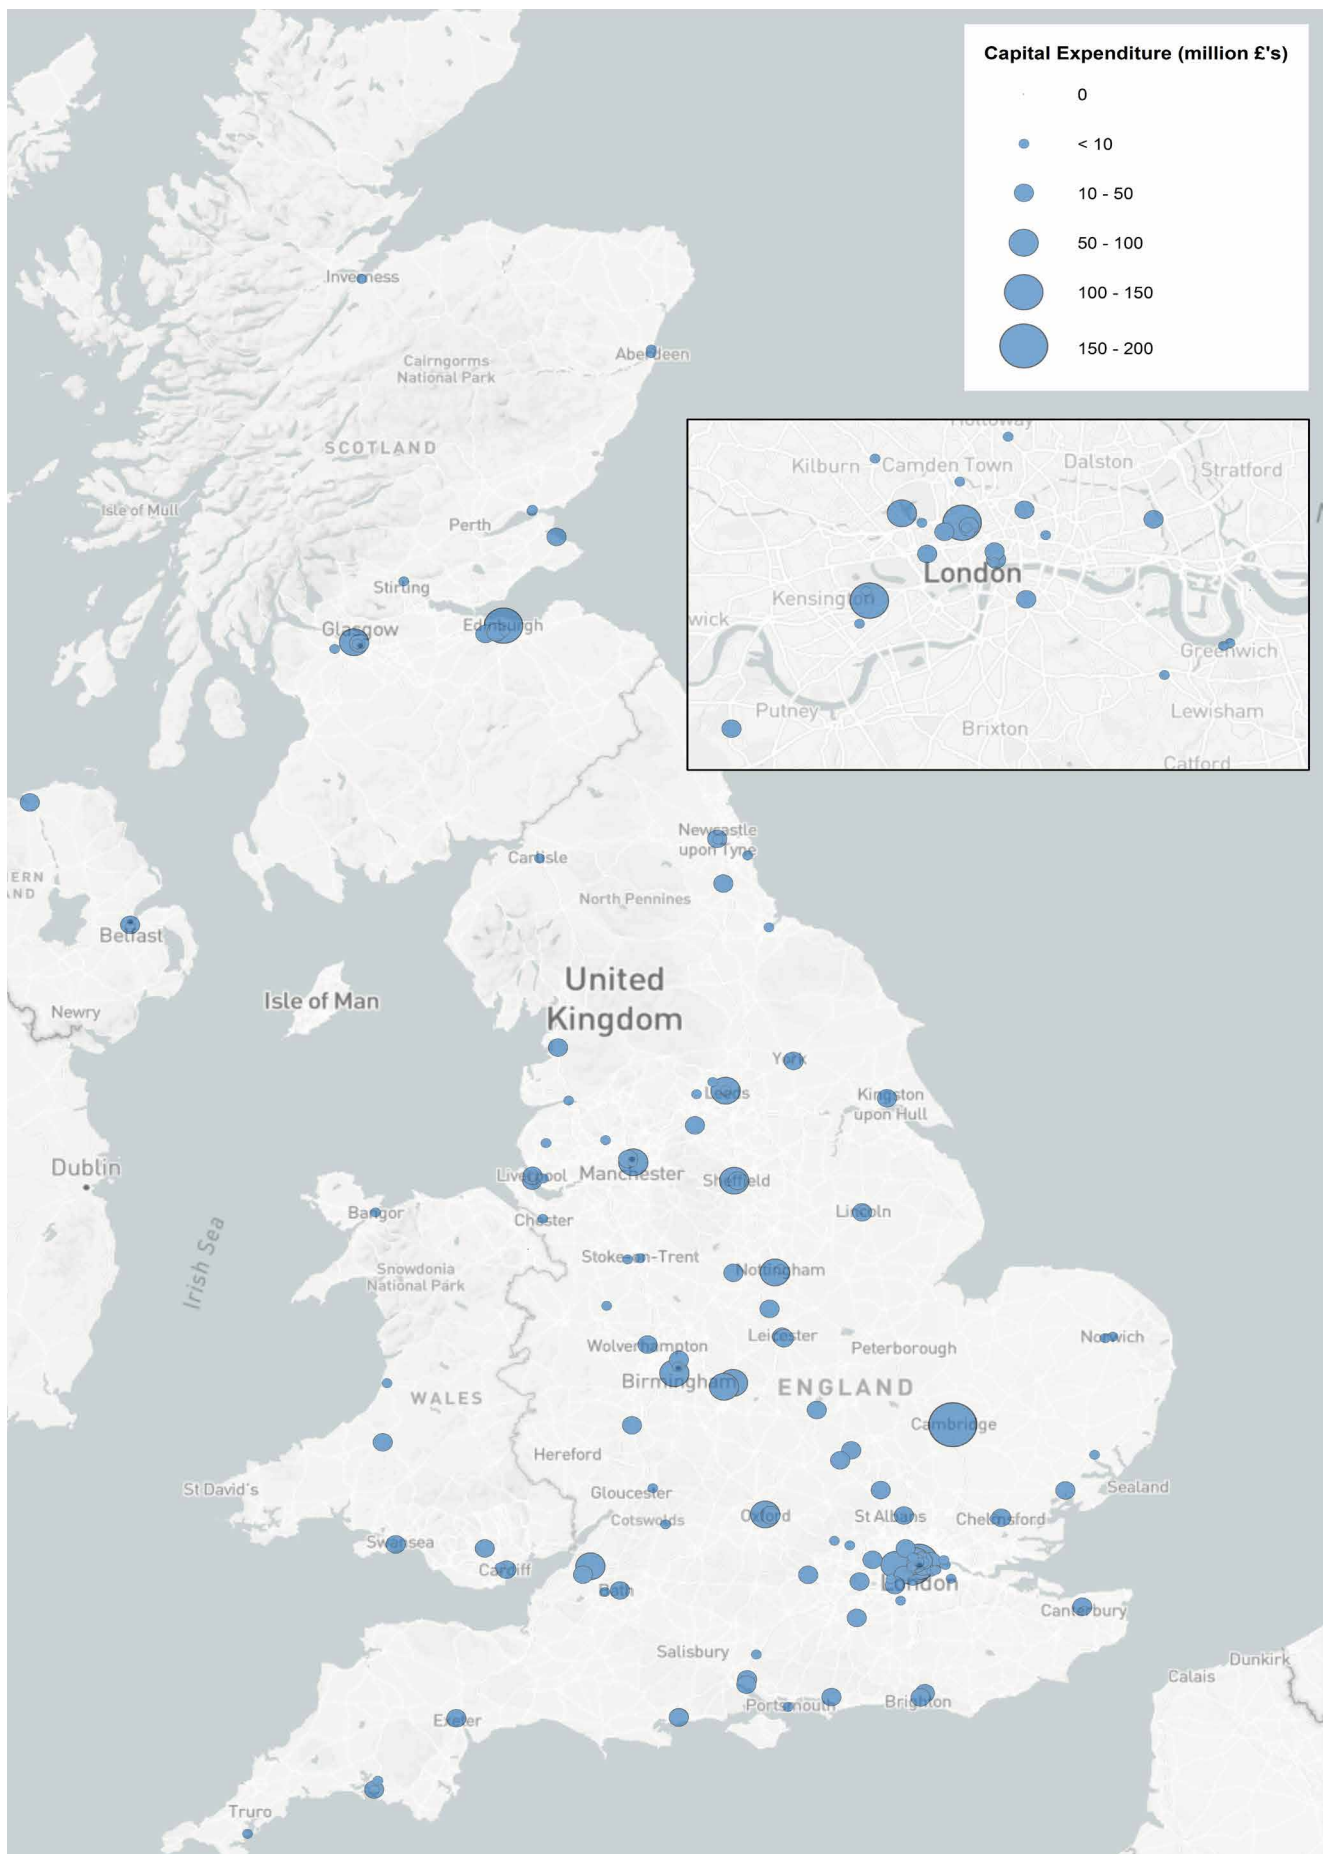 Capital Expenditure (million £'s)
0
< 10
10 - 50
50 - 100
100 - 150
150 - 200
Inverness
Aberdeen
Cairngorms
National Park
SCOTLAND
Isle of Mull
Perth
Stirling
Glasgow
Edinburgh
Holloway
Kilburn
Camden Town
Dalston
Stratford
London
Kensington
wick
Greenwich
Putney
Brixton
Lewisham
Catford
Newcastle
upon Tyne
Carlisle
North Pennines
ERN
AND
Belfast
Newry
Isle of Man
United
Kingdom
York
Leeds
Kingston
upon Hull
Dublin
Liverpool
Manchester
Sheffield
Bangor
Chester
Lincoln
Irish Sea
Snowdonia
National Park
Stoke-on-Trent
Nottingham
Wolverhampton
Leicester
Peterborough
Norwich
Birmingham
ENGLAND
WALES
Cambridge
Hereford
St David's
Gloucester
Sealand
Cotswolds
Oxford
St Albans
Chelmsford
Swansea
Cardiff
London
Bath
Canterbury
Salisbury
Dunkirk
Calais
Portsmouth
Brighton
Exeter
Truro